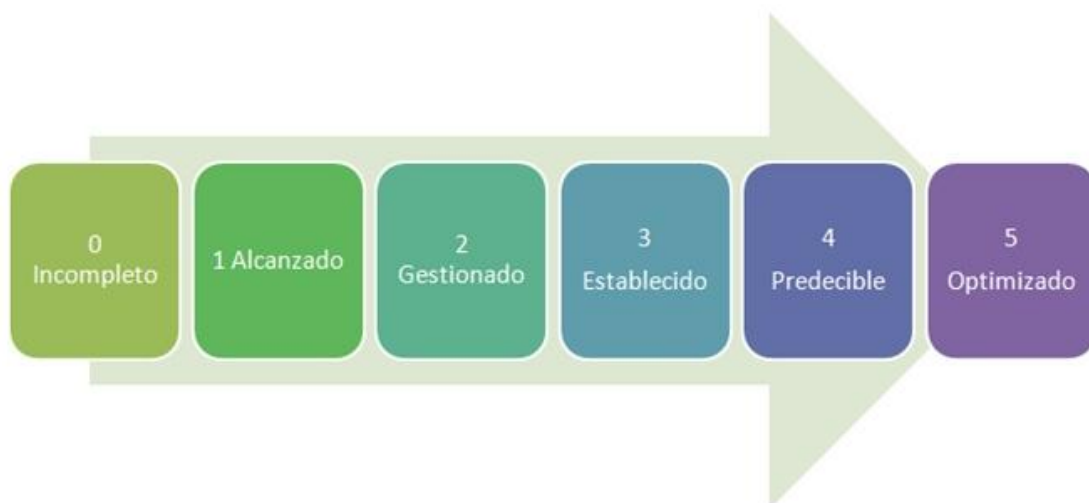 0
Incompleto
1 Alcanzado
2
Gestionado
3
Establecido
4
Predecible
5
Optimizado